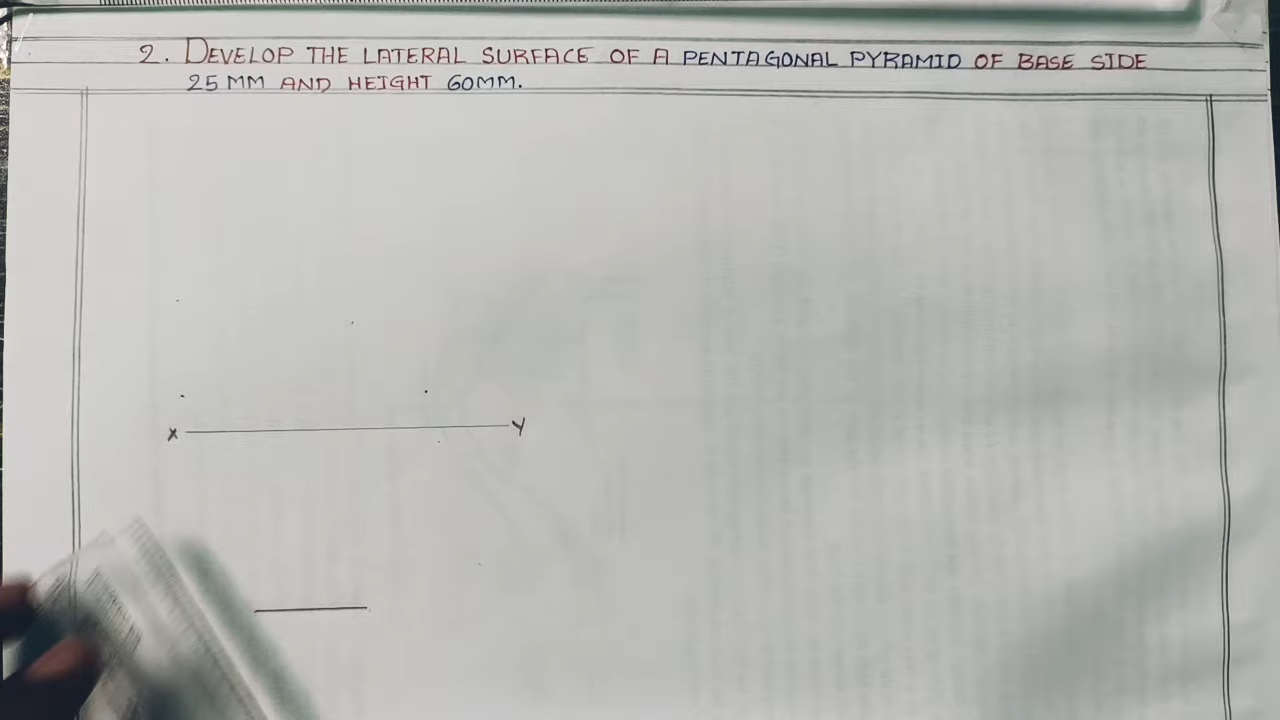 2. DEVELOP THE LATERAL SURFACE OF A PENTAGONAL PYRAMID OF BASE SIDE
25 MM AND HEIGHT 60MM.
X Y